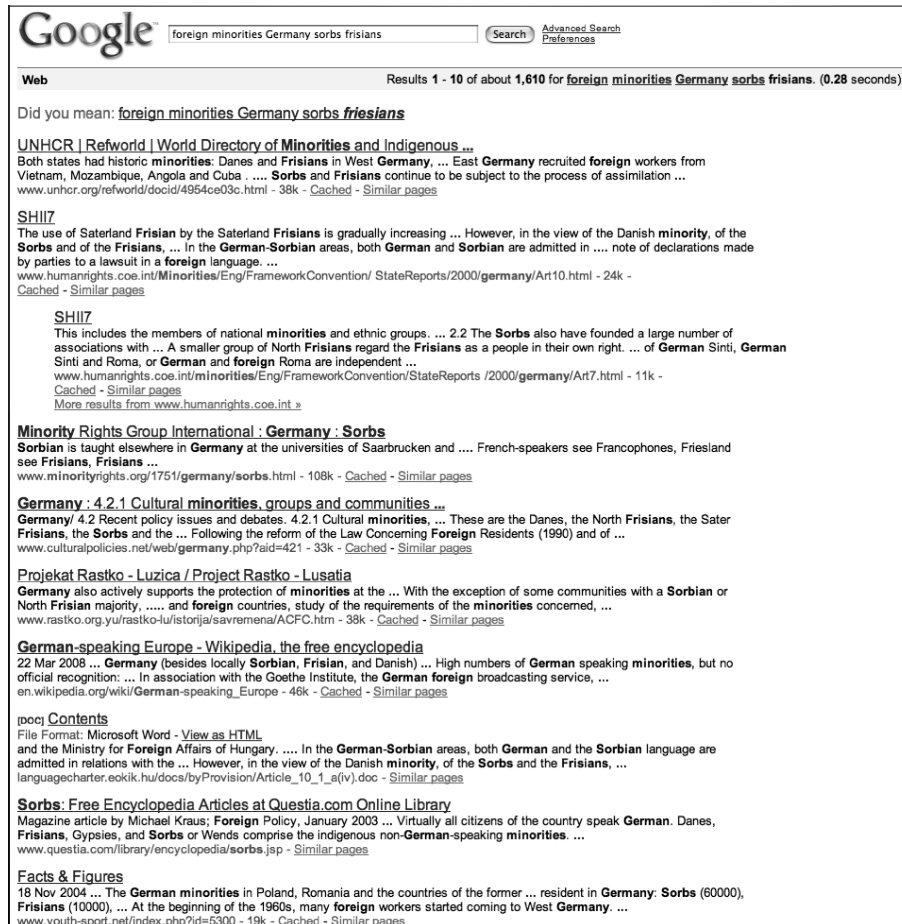 Google™ foreign minorities Germany sorbs frisians Search Advanced Search
Preferences
Web Results 1 - 10 of about 1,610 for foreign minorities Germany sorbs frisians. (0.28 seconds)
Did you mean: foreign minorities Germany sorbs friesians
UNHCR | Refworld | World Directory of Minorities and Indigenous ...
Both states had historic minorities: Danes and Frisians in West Germany, ... East Germany recruited foreign workers from
Vietnam, Mozambique, Angola and Cuba . .... Sorbs and Frisians continue to be subject to the process of assimilation ...
www.unhcr.org/refworld/docid/4954ce03c.html - 38k - Cached - Similar pages
SHII7
The use of Saterland Frisian by the Saterland Frisians is gradually increasing ... However, in the view of the Danish minority, of the
Sorbs and of the Frisians, ... In the German-Sorbian areas, both German and Sorbian are admitted in .... note of declarations made
by parties to a lawsuit in a foreign language. ...
www.humanrights.coe.int/Minorities/Eng/FrameworkConvention/ StateReports/2000/germany/Art10.html - 24k -
Cached - Similar pages
SHII7
This includes the members of national minorities and ethnic groups. ... 2.2 The Sorbs also have founded a large number of
associations with ... A smaller group of North Frisians regard the Frisians as a people in their own right. ... of German Sinti, German
Sinti and Roma, or German and foreign Roma are independent ...
www.humanrights.coe.int/minorities/Eng/FrameworkConvention/StateReports /2000/germany/Art7.html - 11k -
Cached - Similar pages
More results from www.humanrights.coe.int »
Minority Rights Group International : Germany : Sorbs
Sorbian is taught elsewhere in Germany at the universities of Saarbrucken and .... French-speakers see Francophones, Friesland
see Frisians, Frisians ...
www.minorityrights.org/1751/germany/sorbs.html - 108k - Cached - Similar pages
Germany : 4.2.1 Cultural minorities, groups and communities ...
Germany/ 4.2 Recent policy issues and debates. 4.2.1 Cultural minorities, ... These are the Danes, the North Frisians, the Sater
Frisians, the Sorbs and the ... Following the reform of the Law Concerning Foreign Residents (1990) and of ...
www.culturalpolicies.net/web/germany.php?aid=421 - 33k - Cached - Similar pages
Projekat Rastko - Luzica / Project Rastko - Lusatia
Germany also actively supports the protection of minorities at the ... With the exception of some communities with a Sorbian or
North Frisian majority, ..... and foreign countries, study of the requirements of the minorities concerned, ...
www.rastko.org.yu/rastko-lu/istorija/savremena/ACFC.htm - 38k - Cached - Similar pages
German-speaking Europe - Wikipedia, the free encyclopedia
22 Mar 2008 ... Germany (besides locally Sorbian, Frisian, and Danish) ... High numbers of German speaking minorities, but no
official recognition: ... In association with the Goethe Institute, the German foreign broadcasting service, ...
en.wikipedia.org/wiki/German-speaking_Europe - 46k - Cached - Similar pages
[DOC] Contents
File Format: Microsoft Word - View as HTML
and the Ministry for Foreign Affairs of Hungary. .... In the German-Sorbian areas, both German and the Sorbian language are
admitted in relations with the ... However, in the view of the Danish minority, of the Sorbs and the Frisians, ...
languagecharter.eokik.hu/docs/byProvision/Article_10_1_a(iv).doc - Similar pages
Sorbs: Free Encyclopedia Articles at Questia.com Online Library
Magazine article by Michael Kraus; Foreign Policy, January 2003 ... Virtually all citizens of the country speak German. Danes,
Frisians, Gypsies, and Sorbs or Wends comprise the indigenous non-German-speaking minorities. ...
www.questia.com/library/encyclopedia/sorbs.jsp - Similar pages
Facts & Figures
18 Nov 2004 ... The German minorities in Poland, Romania and the countries of the former ... resident in Germany: Sorbs (60000),
Frisians (10000), ... At the beginning of the 1960s, many foreign workers started coming to West Germany. ...
www.youth-sport.net/index.php?id=5300 - 19k - Cached - Similar pages